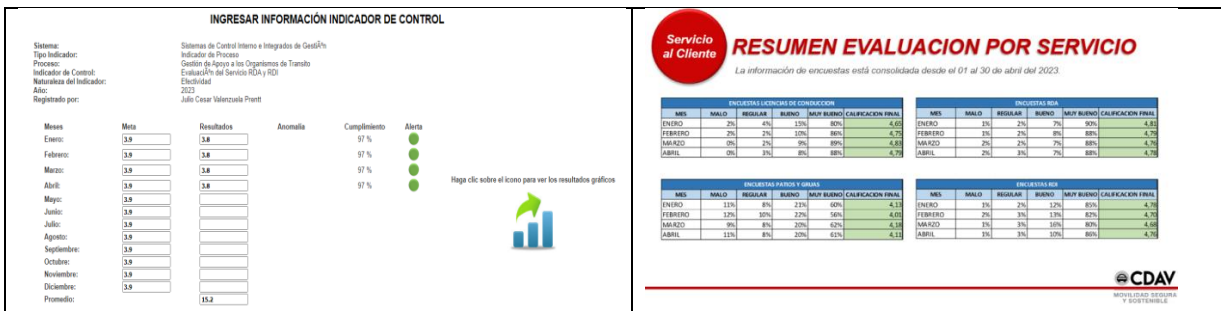 INGRESAR INFORMACIÓN INDICADOR DE CONTROL
Sistema: Sistemas de Control Interno e Integrados de GestiÃ³n
Tipo Indicador: Indicador de Proceso
Proceso: Gestión de Apoyo a los Organismos de Transito
Indicador de Control: EvaluaciÃ³n del Servicio RDA y RDI
Naturaleza del Indicador: Efectividad
Año: 2023
Registrado por: Julio Cesar Valenzuela Prentt
Meses Meta Resultados Anomalia Cumplimiento Alerta
Enero: 3.9 3.8 97 %
Febrero: 3.9 3.8 97 %
Marzo: 3.9 3.8 97 %
Abril: 3.9 3.8 97 %
Mayo: 3.9
Junio: 3.9
Julio: 3.9
Agosto: 3.9
Septiembre: 3.9
Octubre: 3.9
Noviembre: 3.9
Diciembre: 3.9
Promedio: 15.2
Haga clic sobre el icono para ver los resultados gráficos
Servicio
al Cliente
RESUMEN EVALUACION POR SERVICIO
La información de encuestas está consolidada desde el 01 al 30 de abril del 2023.
ENCUESTAS LICENCIAS DE CONDUCCION
MES MALO REGULAR BUENO MUY BUENO CALIFICACION FINAL
ENERO 2% 4% 15% 80% 4,65
FEBRERO 2% 2% 10% 86% 4,75
MARZO 0% 2% 9% 89% 4,83
ABRIL 0% 3% 8% 88% 4,79
ENCUESTAS RDA
MES MALO REGULAR BUENO MUY BUENO CALIFICACION FINAL
ENERO 1% 2% 7% 90% 4,81
FEBRERO 1% 2% 8% 88% 4,79
MARZO 2% 2% 7% 88% 4,76
ABRIL 2% 3% 7% 88% 4,78
ENCUESTAS PATIOS Y GRUAS
MES MALO REGULAR BUENO MUY BUENO CALIFICACION FINAL
ENERO 11% 8% 21% 60% 4,13
FEBRERO 12% 10% 22% 56% 4,01
MARZO 9% 8% 20% 62% 4,18
ABRIL 11% 8% 20% 61% 4,11
ENCUESTAS RDI
MES MALO REGULAR BUENO MUY BUENO CALIFICACION FINAL
ENERO 1% 2% 12% 85% 4,78
FEBRERO 2% 3% 13% 82% 4,70
MARZO 1% 3% 16% 80% 4,68
ABRIL 1% 3% 10% 86% 4,76
CDAV
MOVILIDAD SEGURA
Y SOSTENIBLE